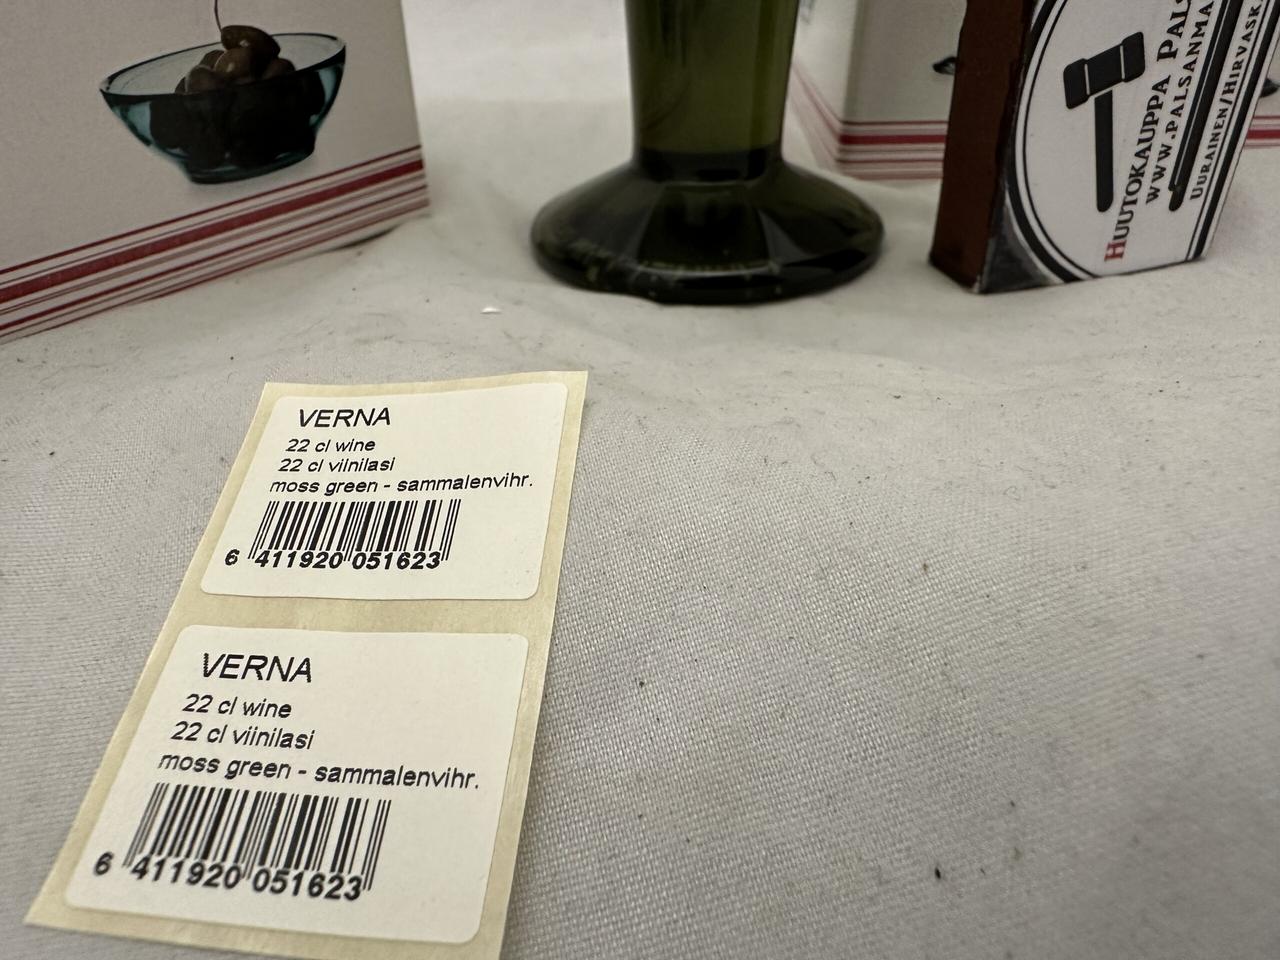 HUUTOKAUPPA PALS
WWW.PALSANMA
UURAINEN/HIRVASK
VERNA
22 cl wine
22 cl viinilasi
moss green - sammalenvihr.
6 411920 051623
VERNA
22 cl wine
22 cl viinilasi
moss green - sammalenvihr.
6 411920 051623